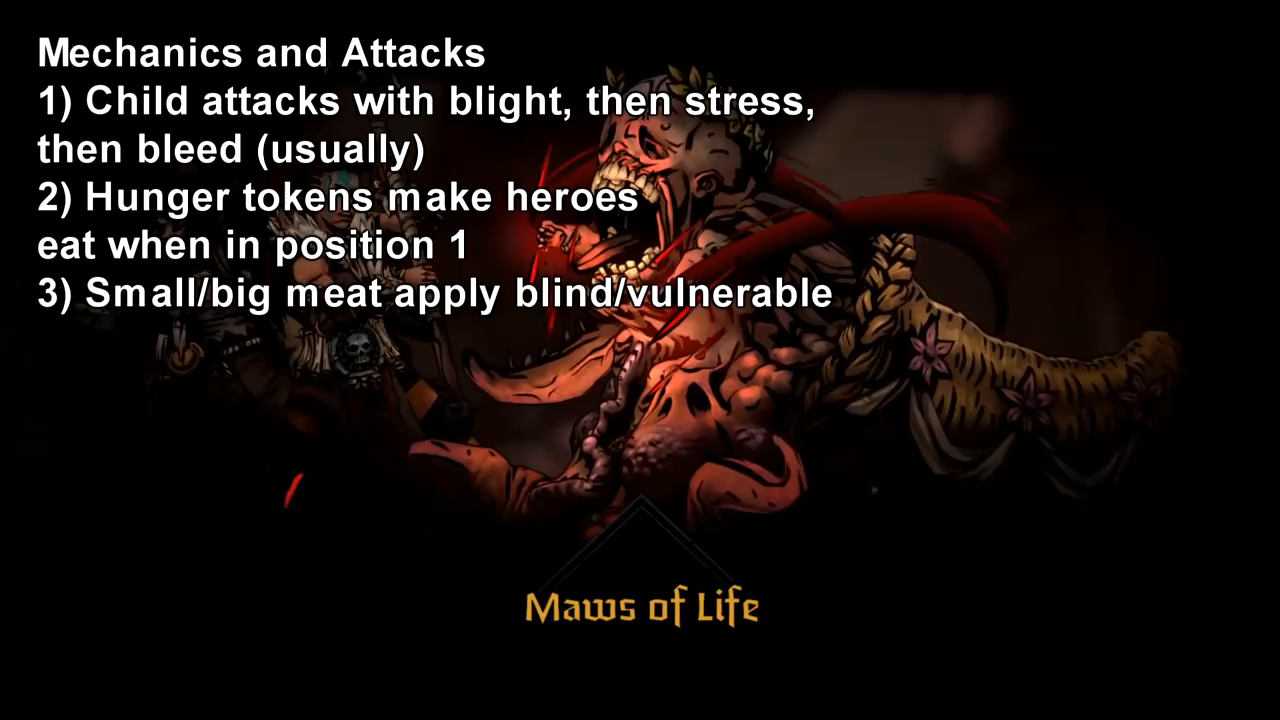 Mechanics and Attacks
1) Child attacks with blight, then stress,
then bleed (usually)
2) Hunger tokens make heroes
eat when in position 1
3) Small/big meat apply blind/vulnerable
Maws of Life